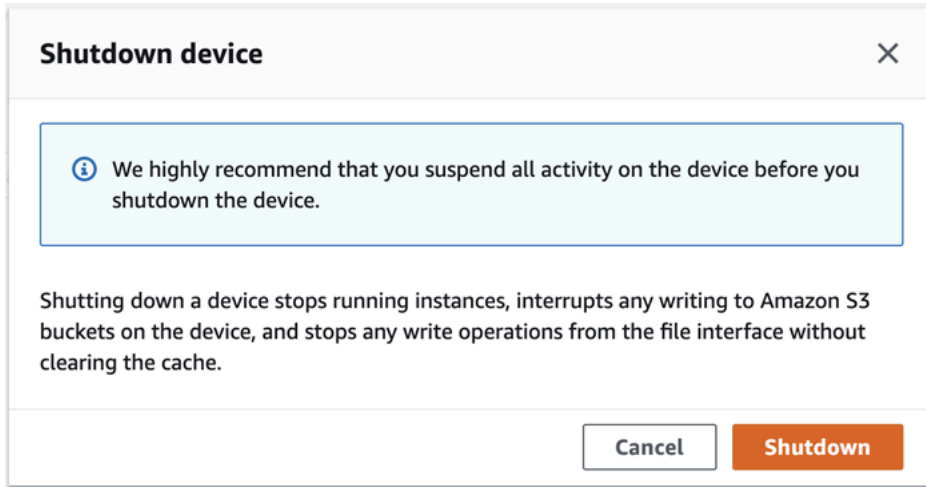 Shutdown device
We highly recommend that you suspend all activity on the device before you
shutdown the device.
Shutting down a device stops running instances, interrupts any writing to Amazon S3
buckets on the device, and stops any write operations from the file interface without
clearing the cache.
Cancel
Shutdown